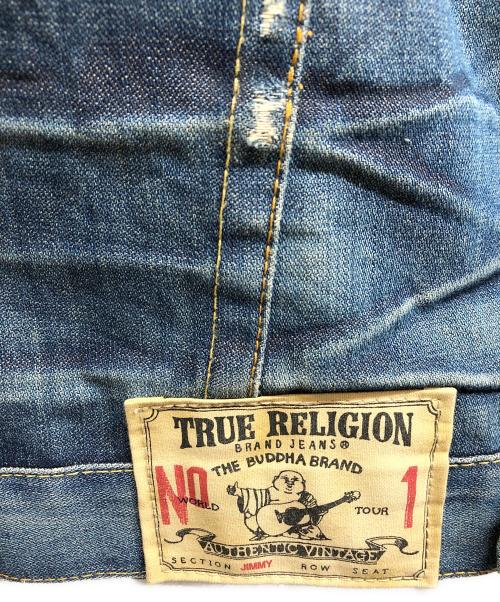 TRUE RELIGION
BRAND JEANS®
THE BUDDHA BRAND
NO 1
WORLD TOUR
AUTHENTIC VINTAGE
SECTION JIMMY ROW SEAT